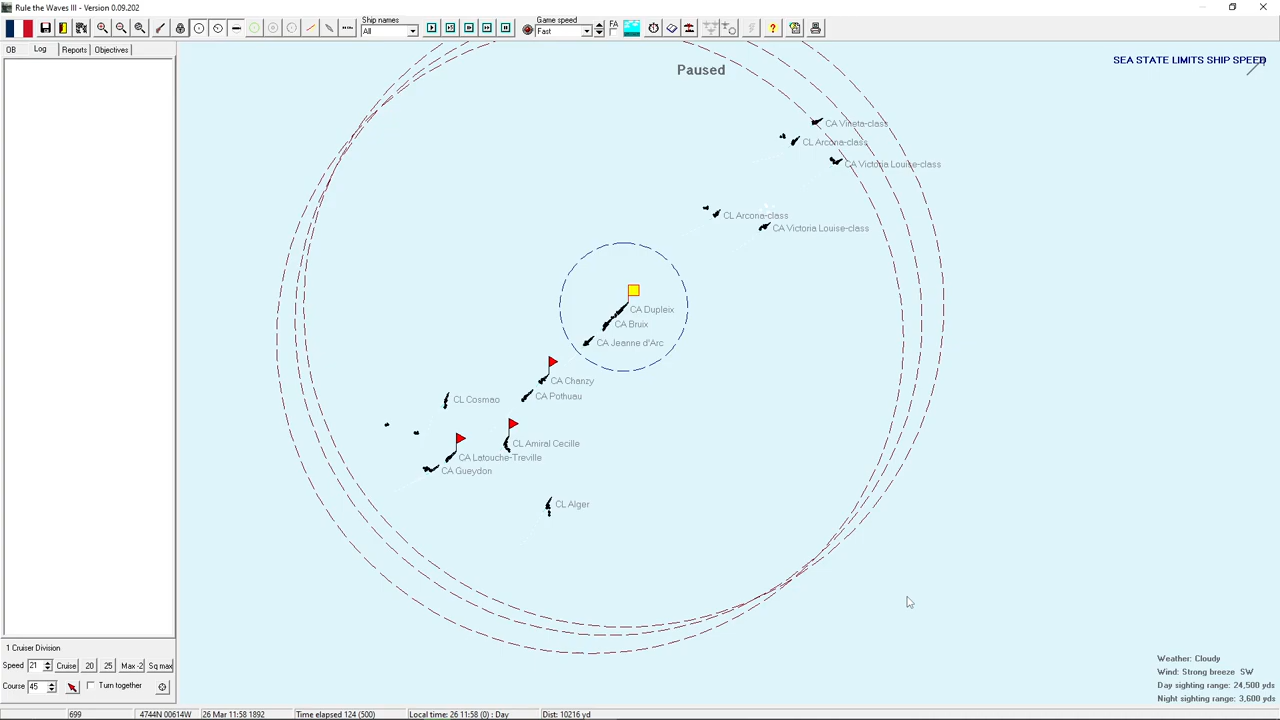 Rule the Waves III - Version 0.09.202
Ship names
All
Game speed
Fast
FA
OB
Log
Reports
Objectives
Paused
SEA STATE LIMITS SHIP SPEED
CA Vineta-class
CL Arcona-class
CA Victoria Louise-class
CL Arcona-class
CA Victoria Louise-class
CA Dupleix
CA Bruix
CA Jeanne d'Arc
CA Chanzy
CA Pothuau
CL Cosmao
CL Amiral Cecille
CA Latouche-Treville
CA Gueydon
CL Alger
1 Cruiser Division
Speed 21 Cruise 20 25 Max -2 Sq max
Course 45 Turn together
Weather: Cloudy
Wind: Strong breeze SW
Day sighting range: 24,500 yds
Night sighting range: 3,600 yds
699 4744N 00614W 26 Mar 11:58 1892 Time elapsed 124 (500) Local time: 26 11:58 (0) : Day Dist: 10216 yd